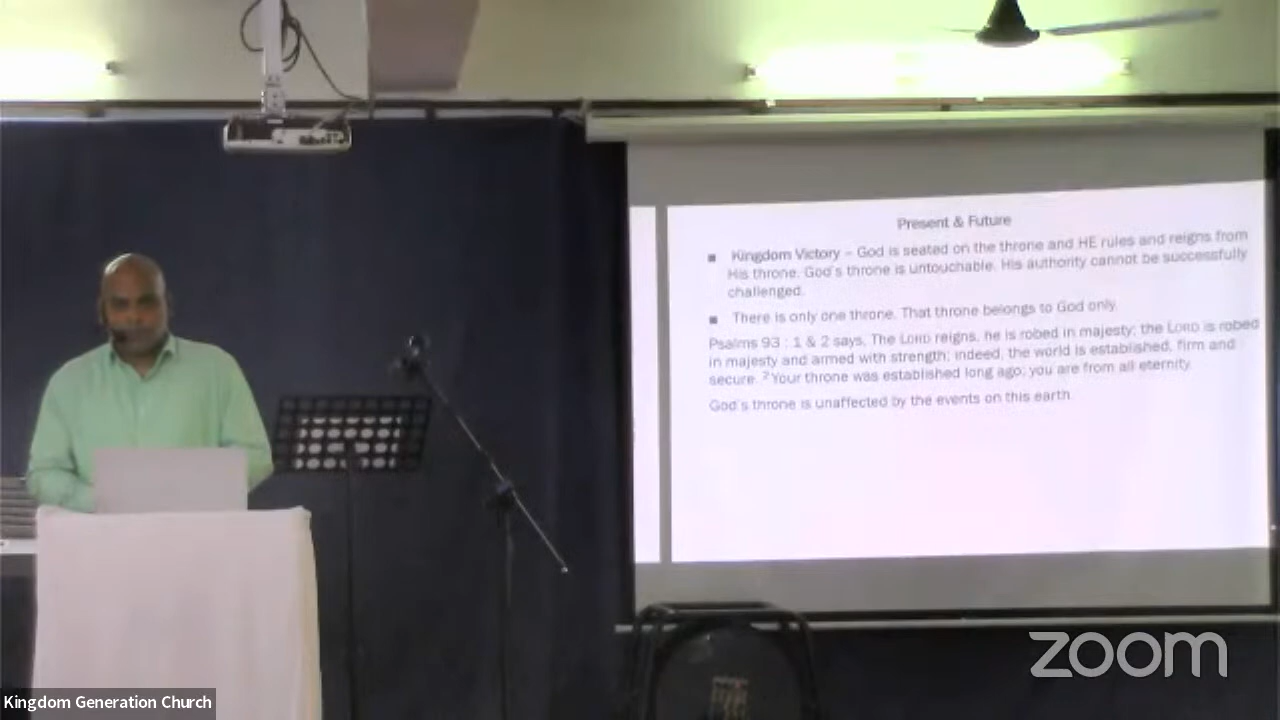 Present & Future
Kingdom Victory – God is seated on the throne and HE rules and reigns from
His throne. God's throne is untouchable. His authority cannot be successfully
challenged.
There is only one throne. That throne belongs to God only.
Psalms 93 : 1 & 2 says, The LORD reigns, he is robed in majesty; the LORD is robed
in majesty and armed with strength; indeed, the world is established, firm and
secure. 2 Your throne was established long ago; you are from all eternity.
God's throne is unaffected by the events on this earth
zoom
Kingdom Generation Church